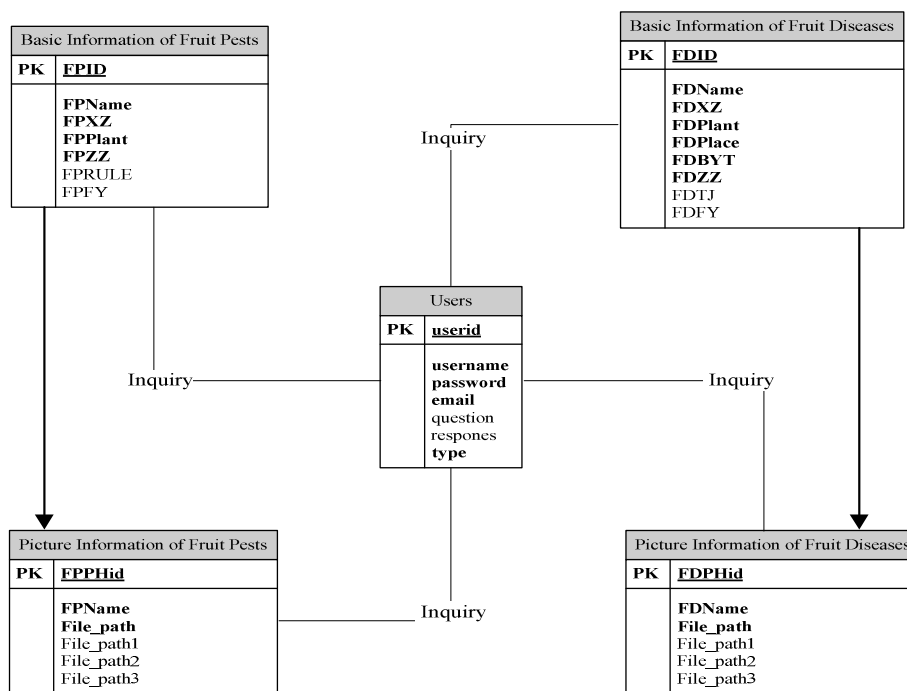 Basic Information of Fruit Pests
PK FPID
FPName
FPXZ
FPPlant
FPZZ
FPRULE
FPFY
Basic Information of Fruit Diseases
PK FDID
FDName
FDXZ
FDPlant
FDPlace
FDBYT
FDZZ
FDTJ
FDFY
Inquiry
Users
PK userid
username
password
email
question
respones
type
Inquiry
Inquiry
Picture Information of Fruit Pests
PK FPPHid
FPName
File_path
File_path1
File_path2
File_path3
Inquiry
Picture Information of Fruit Diseases
PK FDPHid
FDName
File_path
File_path1
File_path2
File_path3